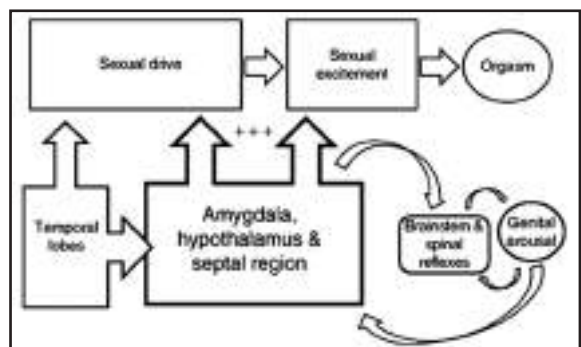 Sexual drive
Sexual
excitement
Orgasm
+ + +
Temporal
lobes
Amygdala,
hypothalamus &
septal region
Brainstem &
spinal
reflexes
Genital
arousal